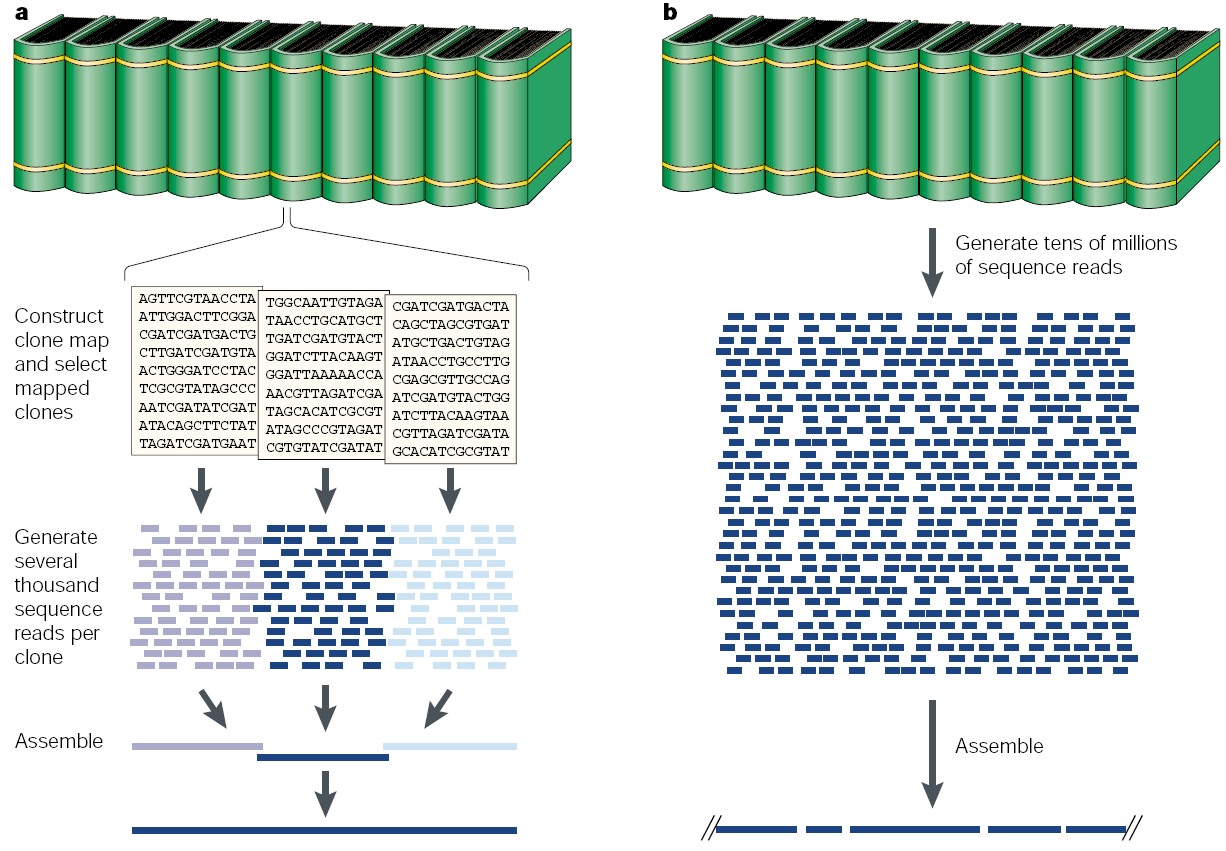 a
Construct
clone map
and select
mapped
clones
AGTTCGTAACCTA
ATTGGACTTCGGA
CGATCGATGACTG
CTTGATCGATGTA
ACTGGGATCCTAC
TCGCGTATAGCCC
AATCGATATCGAT
ATACAGCTTCTAT
TAGATCGATGAAT
TGGCAATTGTAGA
TAACCTGCATGCT
TGATCGATGTACT
GGATCTTACAAGT
GGGATTAAAAACCA
AACGTTAGATCGA
TAGCACATCGCGT
ATAGCCCGTAGAT
CGTGTATCGATAT
CGATCGATGACTA
CAGCTAGCGTGAT
ATGCTGACTGTAG
ATAACCTGCCTTG
CGAGCGTTGCCAG
ATCGATGTACTGG
ATCTTACAAGTAA
CGTTAGATCGATA
GCACATCGCGTAT
Generate
several
thousand
sequence
reads per
clone
Assemble
b
Generate tens of millions
of sequence reads
Assemble